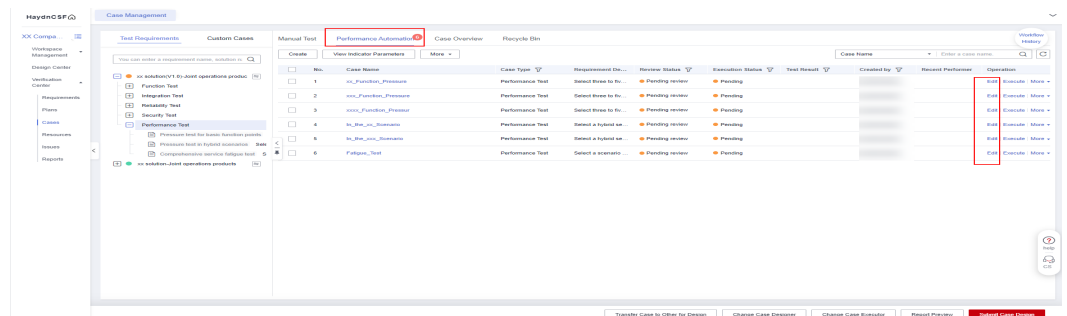 HaydnCSF
Case Management
XX Compa...
Workspace Management
Design Center
Verification Center
Requirements
Plans
Cases
Resources
Issues
Reports
Test Requirements Custom Cases
You can enter a requirement name, solution n
xx solution(V1.0)-Joint operations produc
Function Test
Integration Test
Reliability Test
Security Test
Performance Test
Pressure test for basic function points
Pressure test in hybrid scenarios Sele
Comprehensive service fatigue test S
xx solution-Joint operations products
Manual Test Performance Automation 6 Case Overview Recycle Bin
Workflow History
Create View Indicator Parameters More
Case Name Enter a case name.
No. Case Name Case Type Requirement De... Review Status Execution Status Test Result Created by Recent Performer Operation
1 xx_Function_Pressure Performance Test Select three to fiv... Pending review Pending Edit Execute More
2 xxx_Function_Pressure Performance Test Select three to fiv... Pending review Pending Edit Execute More
3 xxxx_Function_Pressur Performance Test Select three to fiv... Pending review Pending Edit Execute More
4 In_the_xx_Scenario Performance Test Select a hybrid se... Pending review Pending Edit Execute More
5 In_the_xxx_Scenario Performance Test Select a hybrid se... Pending review Pending Edit Execute More
6 Fatigue_Test Performance Test Select a scenario ... Pending review Pending Edit Execute More
help
CS
Transfer Case to Other for Design Change Case Designer Change Case Executor Report Preview Submit Case Design